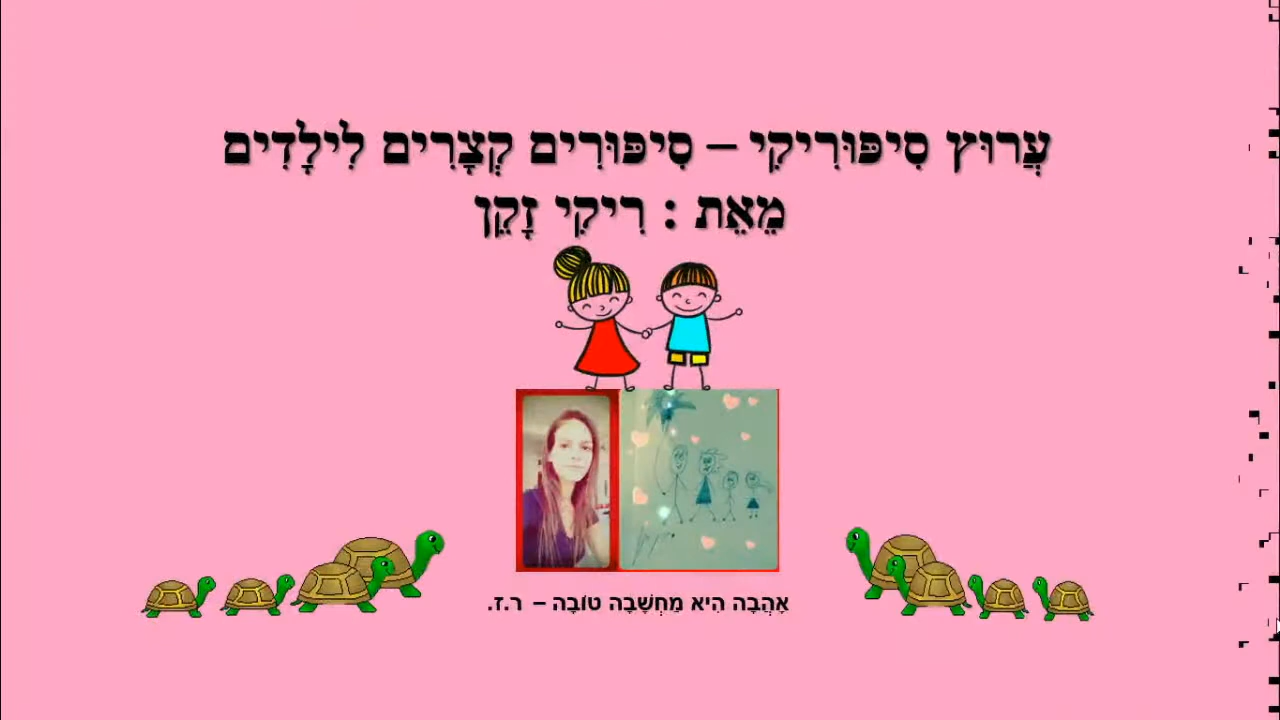 עֲרוּץ סִיפּוּרִיקִי – סִיפּוּרִים קְצָרִים לִילָדִים
מֵאֵת : רִיקִי זָקֵן
אָהֲבָה הִיא מַחְשָׁבָה טוֹבָה – ר.ז.